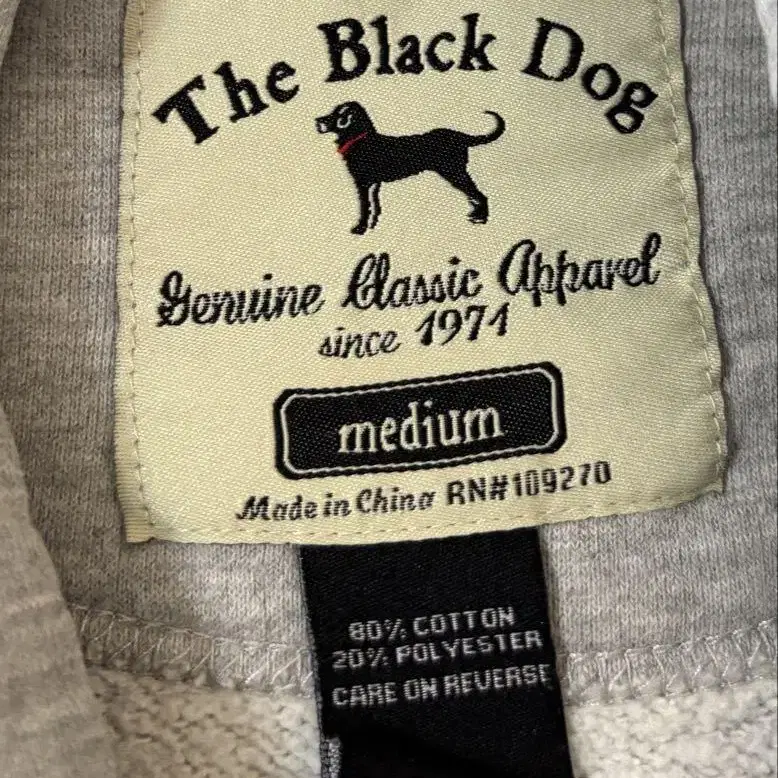 The Black Dog
Genuine Classic Apparel
since 1971
medium
Made in China RN#109270
80% COTTON
20% POLYESTER
CARE ON REVERSE